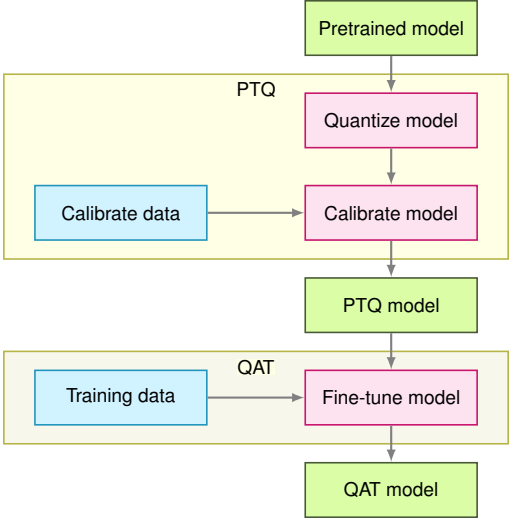 Pretrained model
PTQ
Quantize model
Calibrate data
Calibrate model
PTQ model
QAT
Training data
Fine-tune model
QAT model